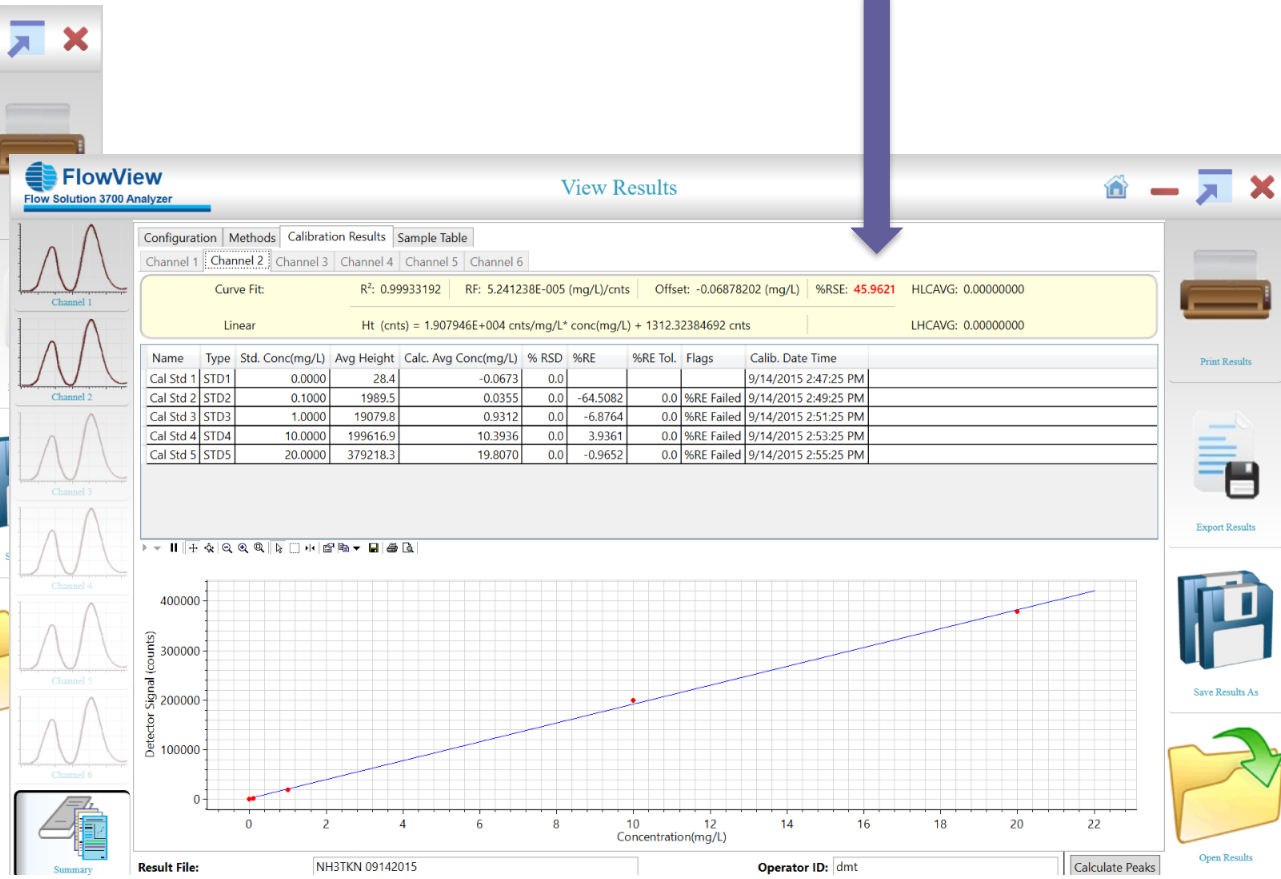 FlowView
Flow Solution 3700 Analyzer
View Results
Configuration Methods Calibration Results Sample Table
Channel 1 Channel 2 Channel 3 Channel 4 Channel 5 Channel 6
Curve Fit: R²: 0.99933192 RF: 5.241238E-005 (mg/L)/cnts Offset: -0.06878202 (mg/L) %RSE: 45.9621 HLCAVG: 0.00000000
Linear Ht (cnts) = 1.907946E+004 cnts/mg/L* conc(mg/L) + 1312.32384692 cnts LHCAVG: 0.00000000
Name Type Std. Conc(mg/L) Avg Height Calc. Avg Conc(mg/L) % RSD %RE %RE Tol. Flags Calib. Date Time
Cal Std 1 STD1 0.0000 28.4 -0.0673 0.0 9/14/2015 2:47:25 PM
Cal Std 2 STD2 0.1000 1989.5 0.0355 0.0 -64.5082 0.0 %RE Failed 9/14/2015 2:49:25 PM
Cal Std 3 STD3 1.0000 19079.8 0.9312 0.0 -6.8764 0.0 %RE Failed 9/14/2015 2:51:25 PM
Cal Std 4 STD4 10.0000 199616.9 10.3936 0.0 3.9361 0.0 %RE Failed 9/14/2015 2:53:25 PM
Cal Std 5 STD5 20.0000 379218.3 19.8070 0.0 -0.9652 0.0 %RE Failed 9/14/2015 2:55:25 PM
Channel 1
Channel 2
Channel 3
Channel 4
Channel 5
Channel 6
Summary
Detector Signal (counts)
400000
300000
200000
100000
0
0 2 4 6 8 10 12 14 16 18 20 22
Concentration(mg/L)
Result File: NH3TKN 09142015 Operator ID: dmt Calculate Peaks
Print Results
Export Results
Save Results As
Open Results